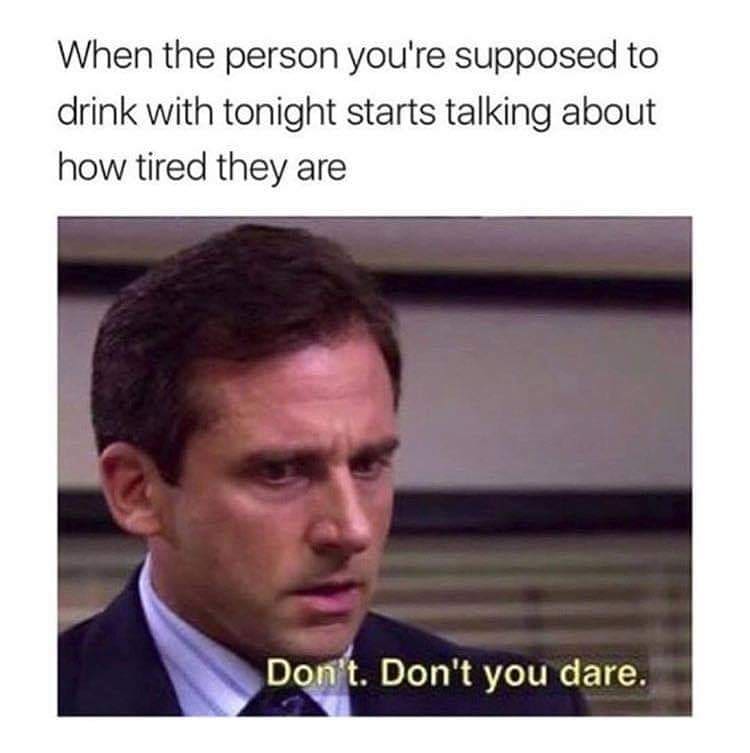 When the person you're supposed to
drink with tonight starts talking about
how tired they are
Don't. Don't you dare.